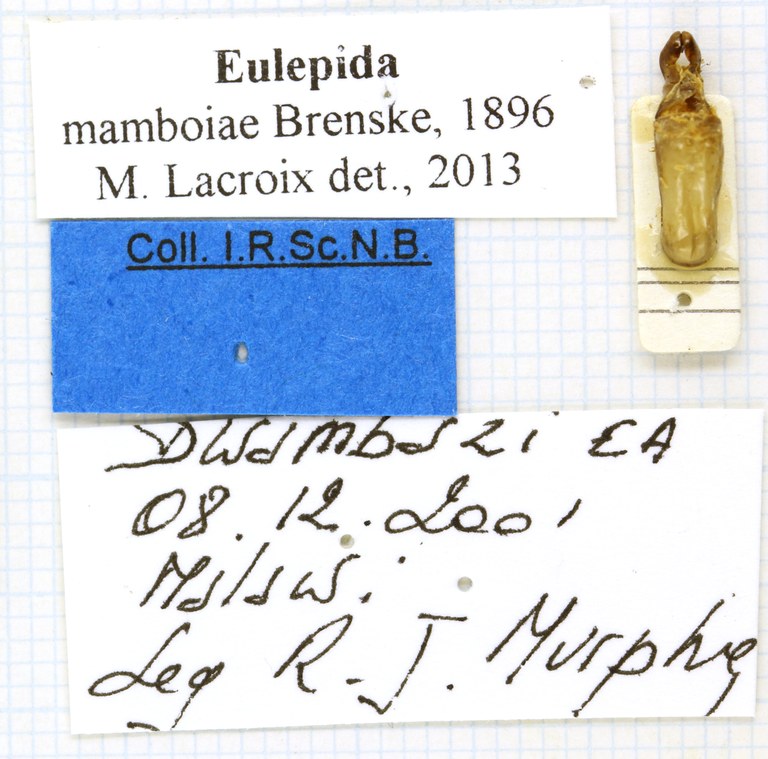 Eulepida
mamboiae Brenske, 1896
M. Lacroix det., 2013
Coll. I.R.Sc.N.B.
Dwambazi EA
08.12.2001
Malawi
Leg R.J. Murphy